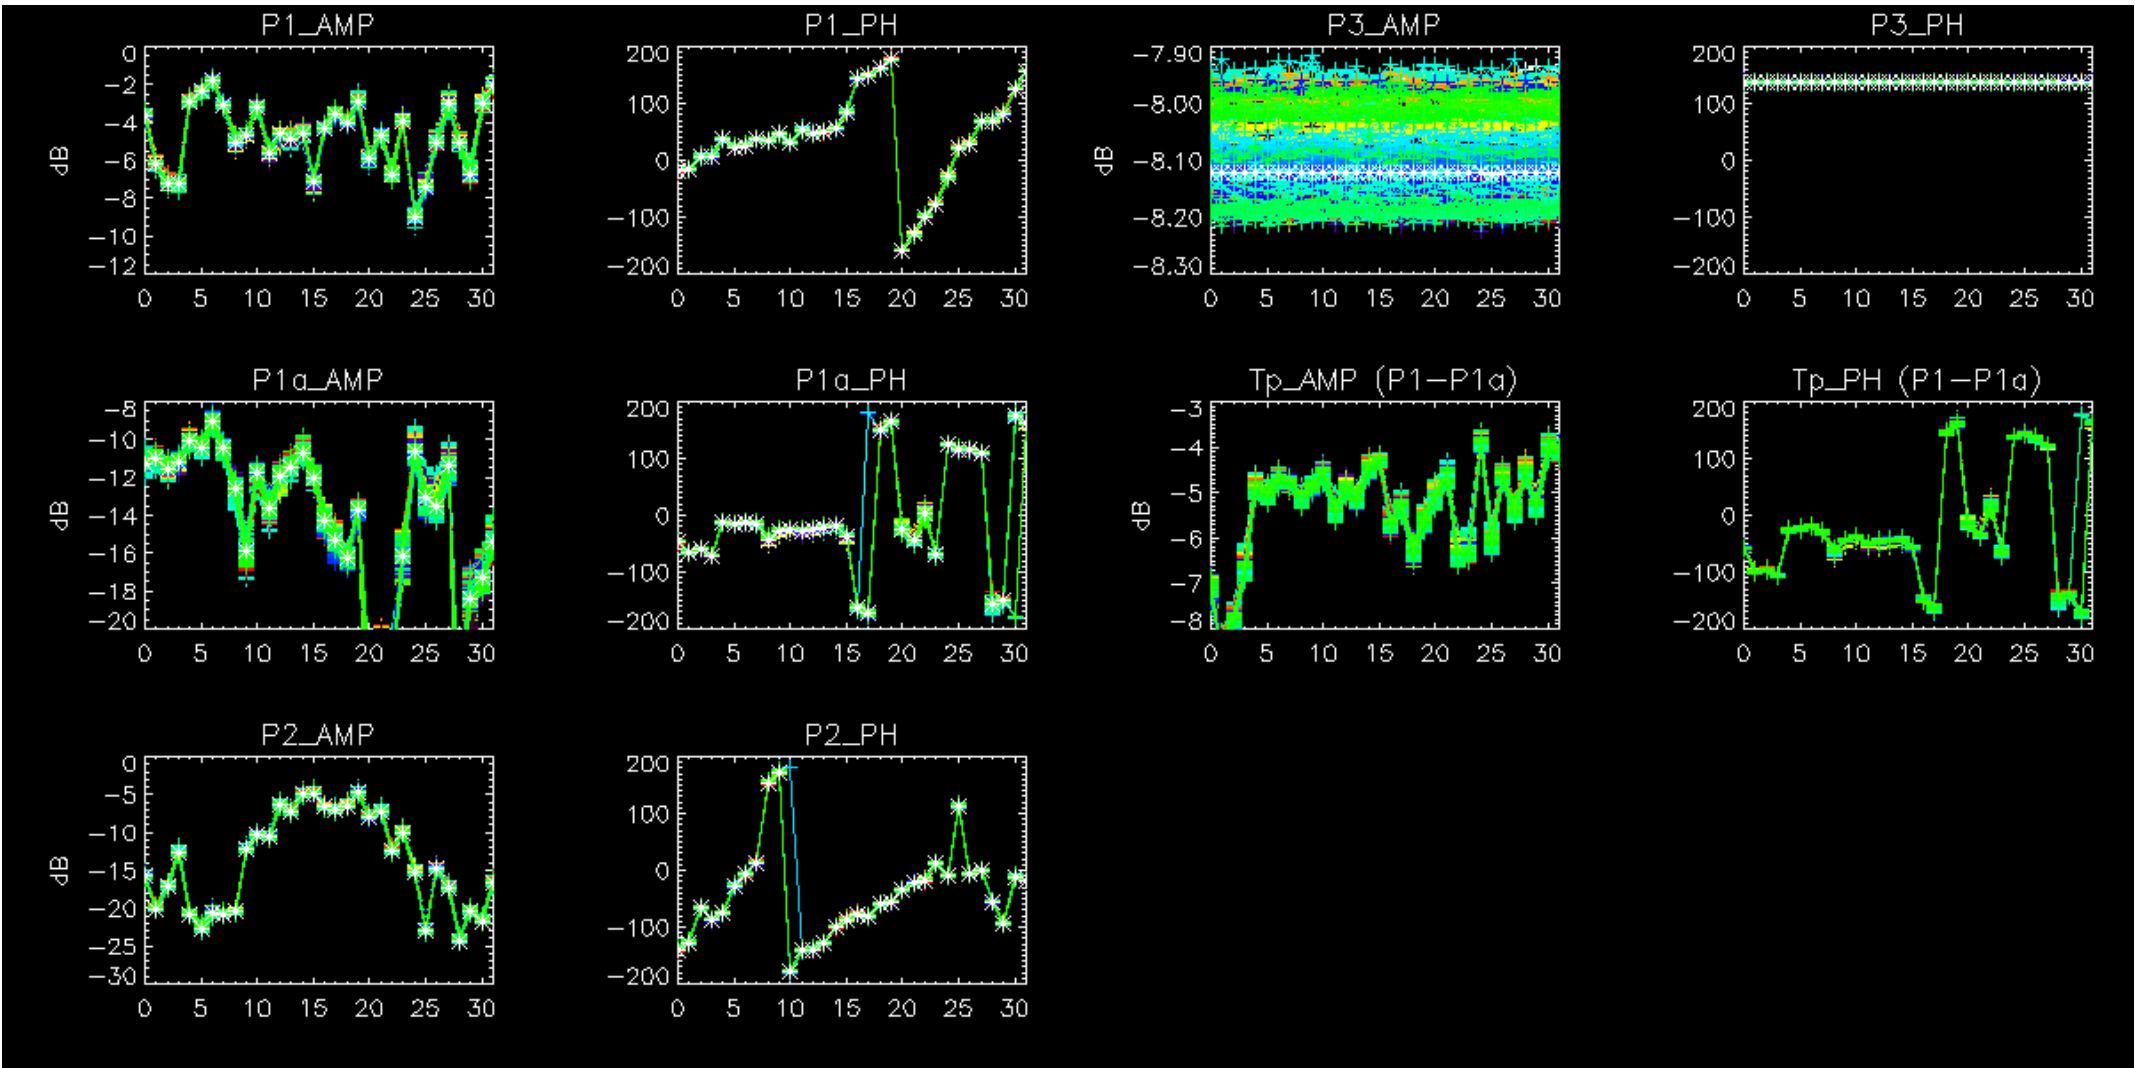 P1_AMP P1_PH P3_AMP P3_PH
0 200 -7.90 200
-2 100 -8.00 100
-4 0 -8.10 0
-6 -100 -8.20 -100
-8 -200 -8.30 -200
-10
-12
dB dB
0 5 10 15 20 25 30 0 5 10 15 20 25 30 0 5 10 15 20 25 30 0 5 10 15 20 25 30
P1a_AMP P1a_PH Tp_AMP (P1-P1a) Tp_PH (P1-P1a)
-8 200 -3 200
-10 100 -4 100
-12 0 -5 0
-14 -100 -6 -100
-16 -200 -7 -200
-18 -8
-20
dB dB
0 5 10 15 20 25 30 0 5 10 15 20 25 30 0 5 10 15 20 25 30 0 5 10 15 20 25 30
P2_AMP P2_PH
0 200
-5 100
-10 0
-15 -100
-20 -200
-25
-30
dB
0 5 10 15 20 25 30 0 5 10 15 20 25 30